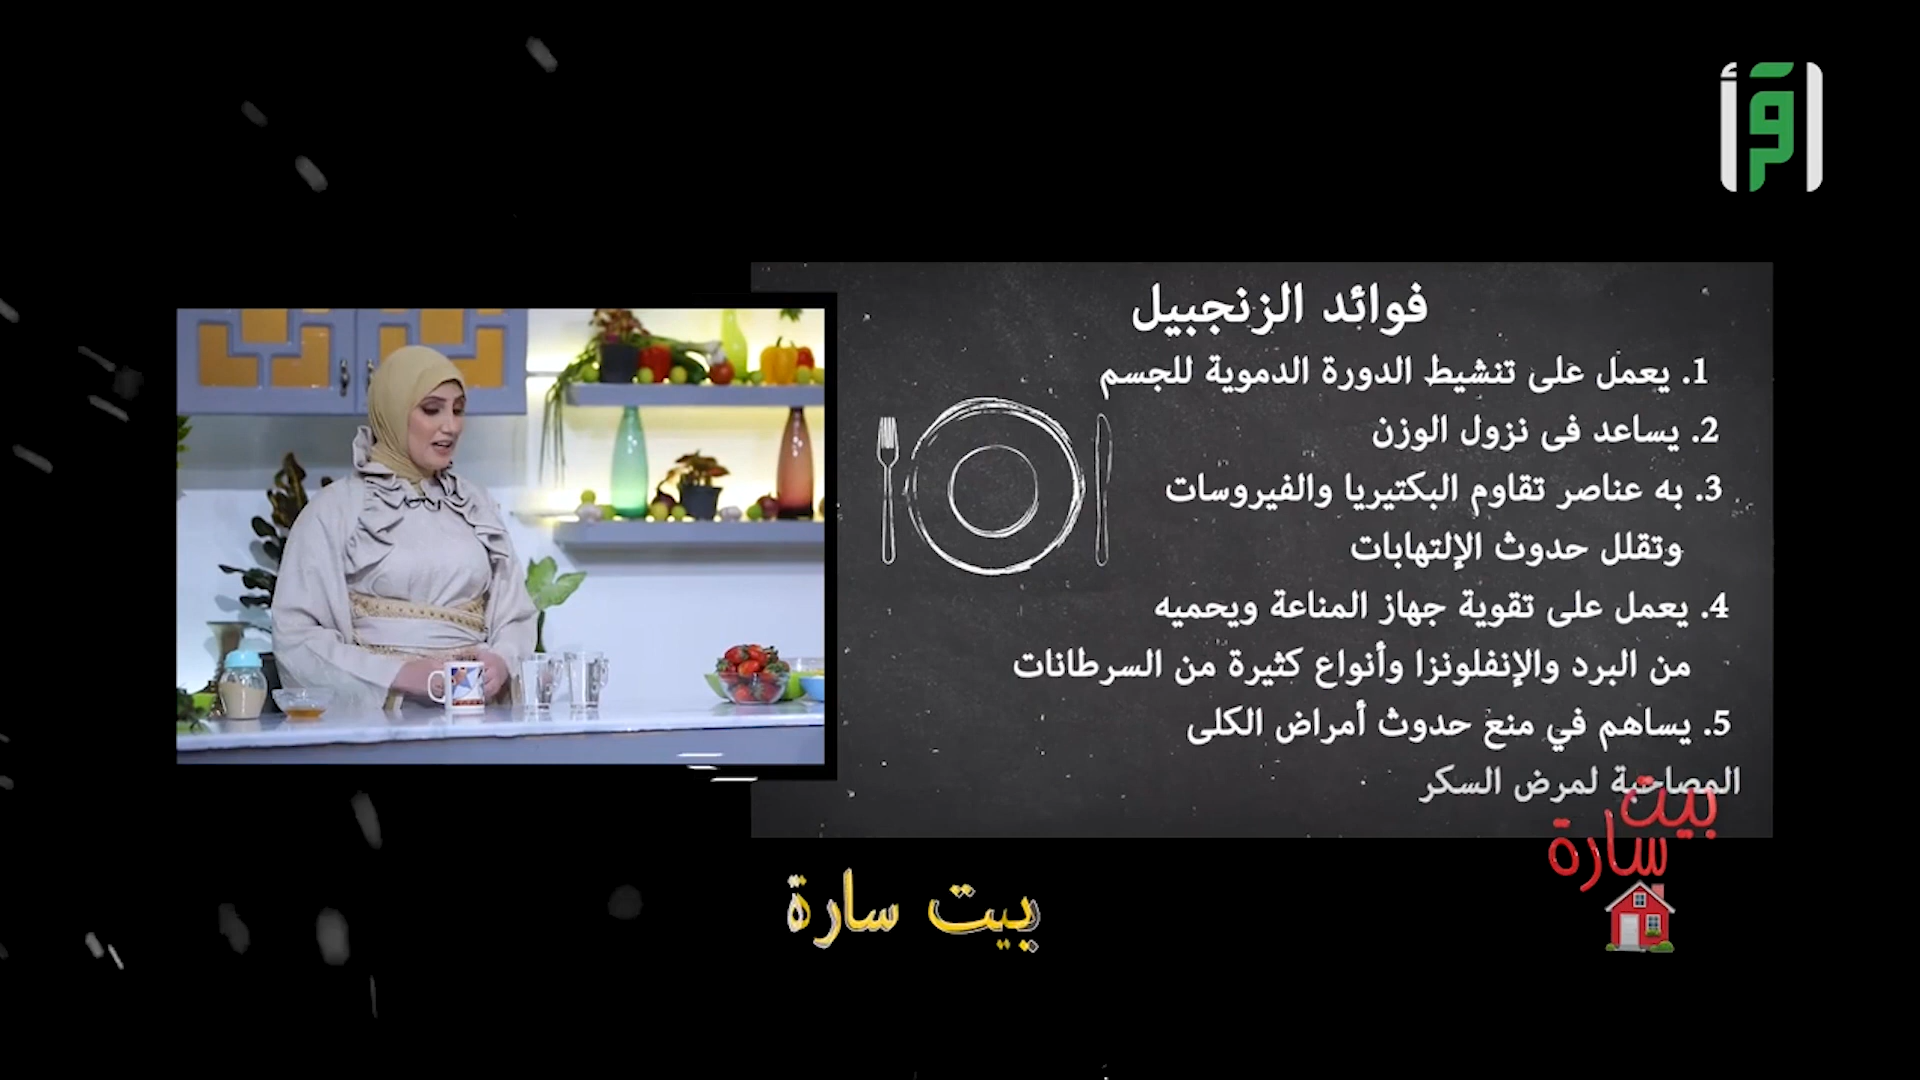 اقرأ
فوائد الزنجبيل
1. يعمل على تنشيط الدورة الدموية للجسم
2. يساعد فى نزول الوزن
3. به عناصر تقاوم البكتيريا والفيروسات
وتقلل حدوث الإلتهابات
4. يعمل على تقوية جهاز المناعة ويحميه
من البرد والإنفلونزا وأنواع كثيرة من السرطانات
5. يساهم في منع حدوث أمراض الكلى
المصاحبة لمرض السكر
بيت
سارة
بيت سارة